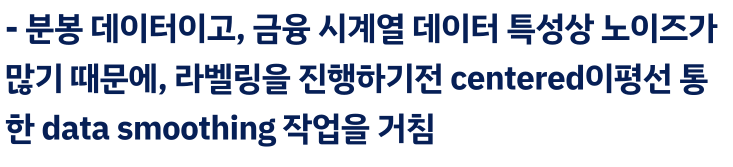 - 분봉 데이터이고, 금융 시계열 데이터 특성상 노이즈가
많기 때문에, 라벨링을 진행하기전 centered이평선 통
한 data smoothing 작업을 거침